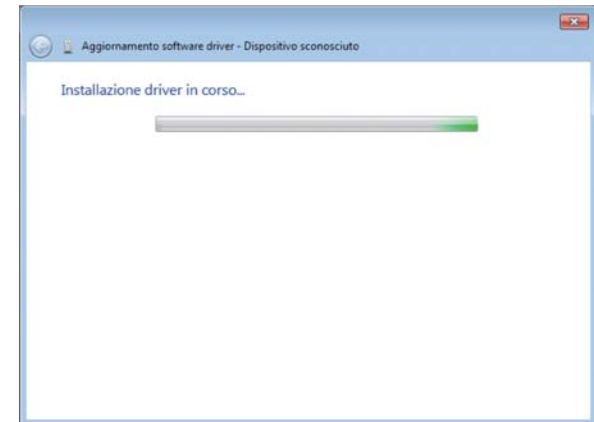 Aggiornamento software driver - Dispositivo sconosciuto
Installazione driver in corso...